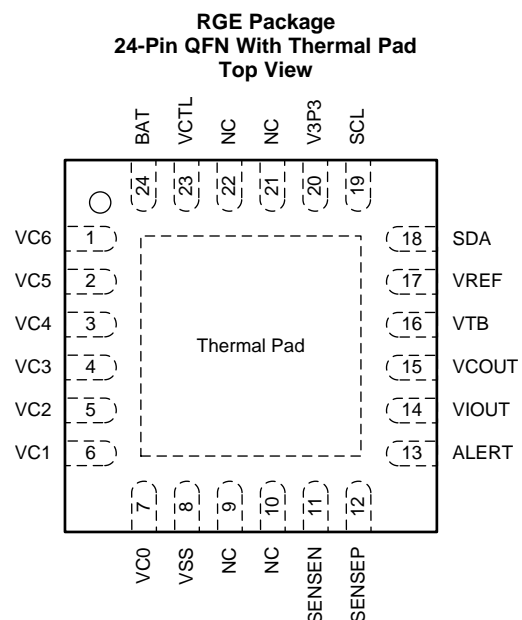 RGE Package
24-Pin QFN With Thermal Pad
Top View
BAT VCTL NC NC V3P3 SCL
24 23 22 21 20 19
VC6 1 18 SDA
VC5 2 17 VREF
VC4 3 16 VTB
Thermal Pad
VC3 4 15 VCOUT
VC2 5 14 VIOUT
VC1 6 13 ALERT
7 8 9 10 11 12
VC0 VSS NC NC SENSEN SENSEP